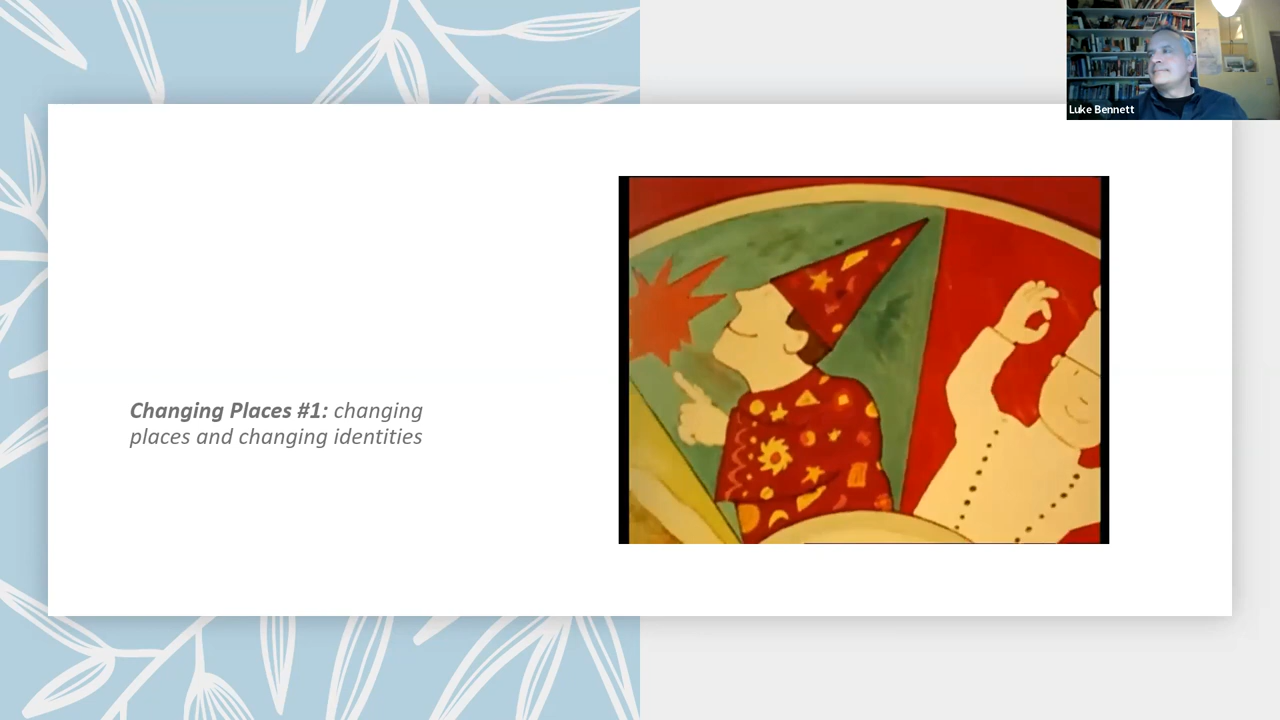 Luke Bennett
Changing Places #1: changing
places and changing identities